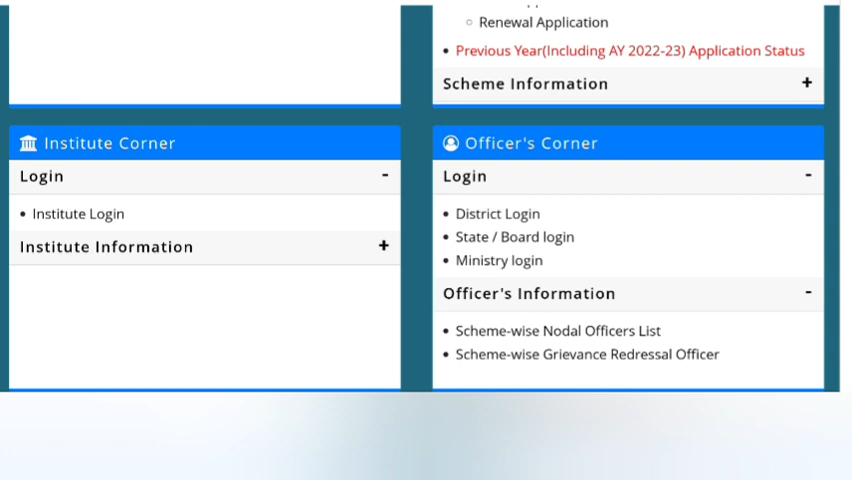 Renewal Application
Previous Year(Including AY 2022-23) Application Status
Scheme Information +
Institute Corner
Login -
Institute Login
Institute Information +
Officer's Corner
Login -
District Login
State / Board login
Ministry login
Officer's Information -
Scheme-wise Nodal Officers List
Scheme-wise Grievance Redressal Officer